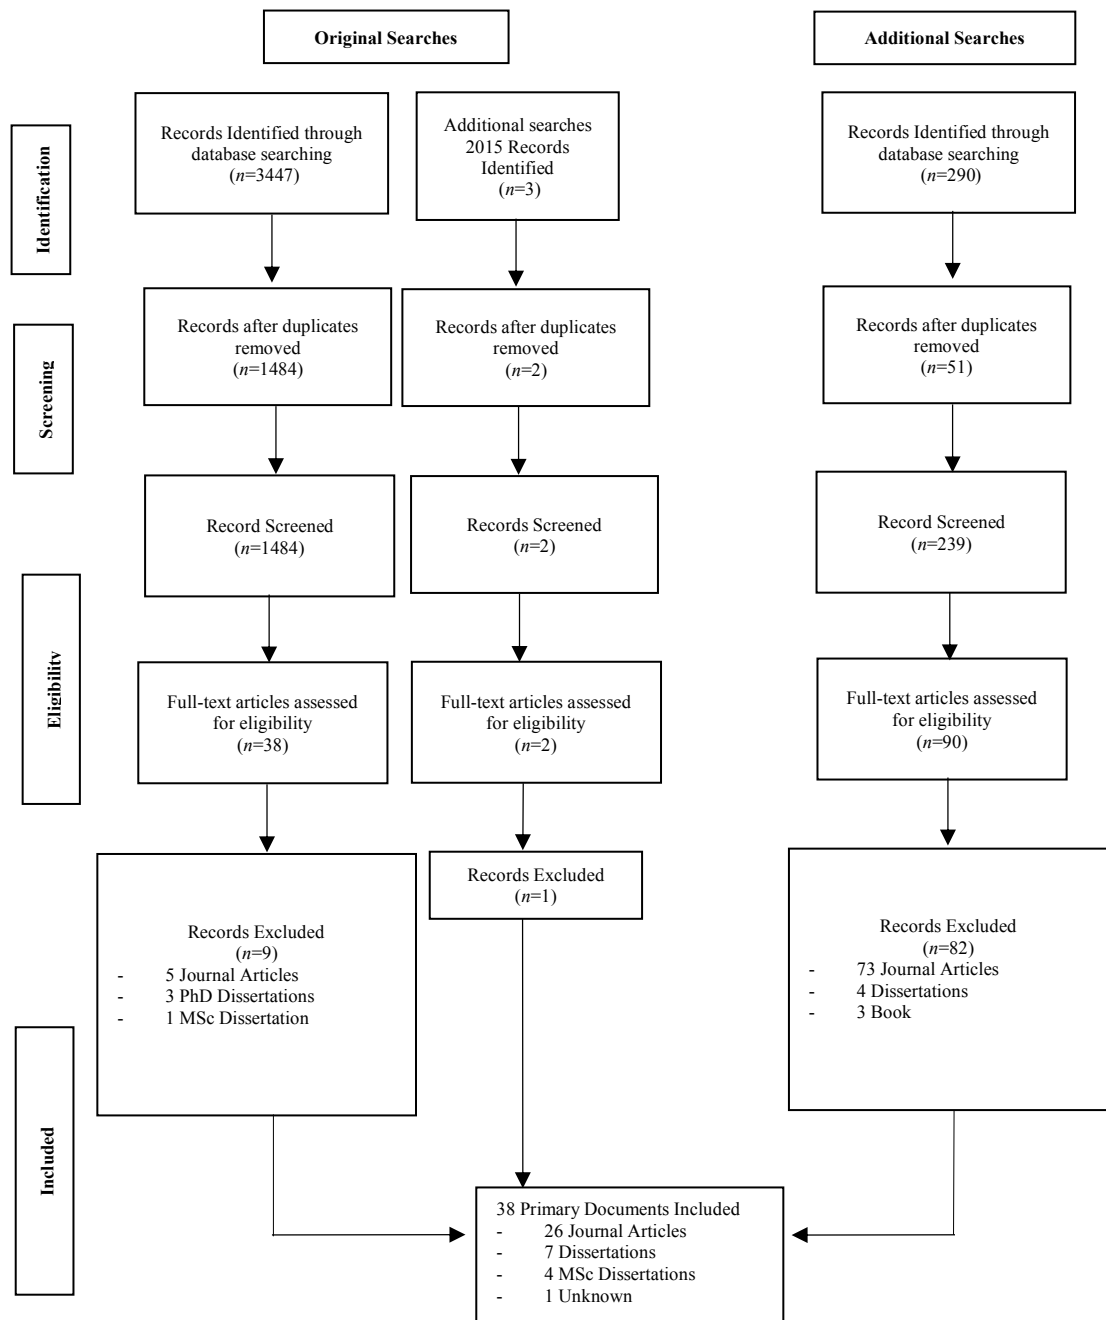 Original Searches
Additional Searches
Identification
Records Identified through
database searching
(n=3447)
Additional searches
2015 Records
Identified
(n=3)
Records Identified through
database searching
(n=290)
Screening
Records after duplicates
removed
(n=1484)
Records after duplicates
removed
(n=2)
Records after duplicates
removed
(n=51)
Record Screened
(n=1484)
Records Screened
(n=2)
Record Screened
(n=239)
Eligibility
Full-text articles assessed
for eligibility
(n=38)
Full-text articles assessed
for eligibility
(n=2)
Full-text articles assessed
for eligibility
(n=90)
Records Excluded
(n=9)
- 5 Journal Articles
- 3 PhD Dissertations
- 1 MSc Dissertation
Records Excluded
(n=1)
Records Excluded
(n=82)
- 73 Journal Articles
- 4 Dissertations
- 3 Book
Included
38 Primary Documents Included
- 26 Journal Articles
- 7 Dissertations
- 4 MSc Dissertations
- 1 Unknown